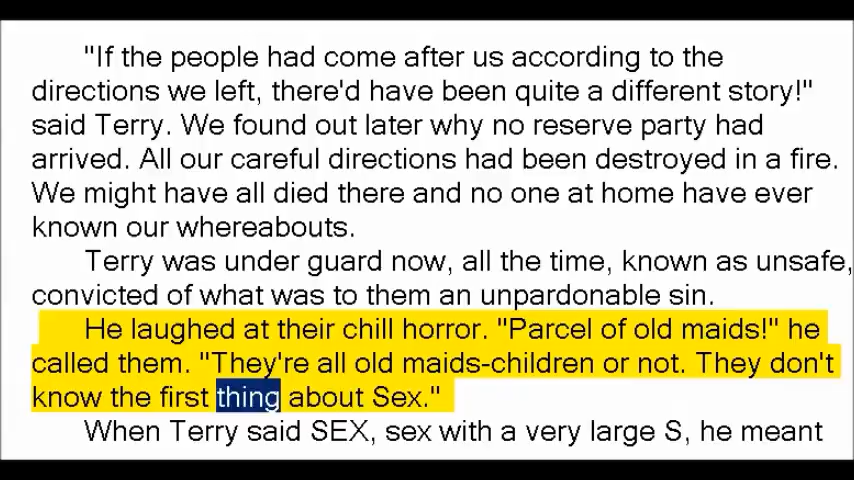 "If the people had come after us according to the
directions we left, there'd have been quite a different story!"
said Terry. We found out later why no reserve party had
arrived. All our careful directions had been destroyed in a fire.
We might have all died there and no one at home have ever
known our whereabouts.
Terry was under guard now, all the time, known as unsafe,
convicted of what was to them an unpardonable sin.
He laughed at their chill horror. "Parcel of old maids!" he
called them. "They're all old maids-children or not. They don't
know the first thing about Sex."
When Terry said SEX, sex with a very large S, he meant